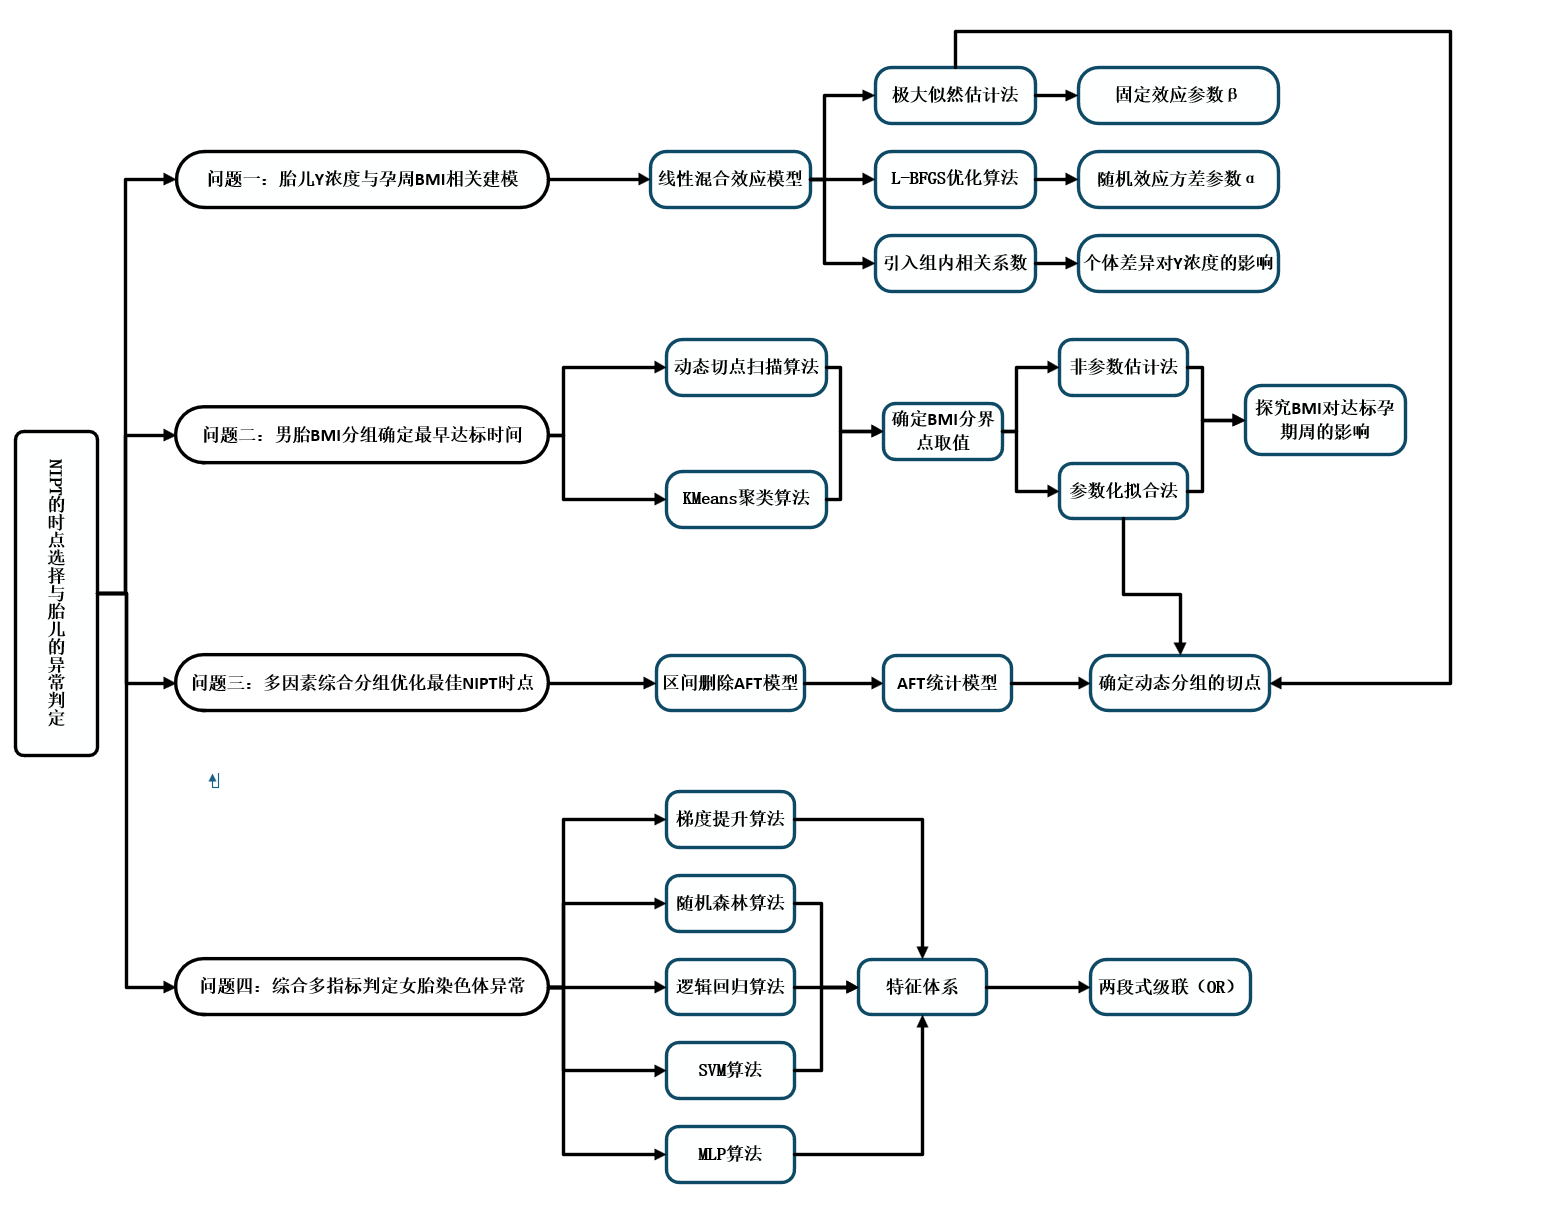 NIPT的时点选择与胎儿的异常判定
问题一：胎儿Y浓度与孕周BMI相关建模
线性混合效应模型
极大似然估计法
固定效应参数β
L-BFGS优化算法
随机效应方差参数α
引入组内相关系数
个体差异对Y浓度的影响
问题二：男胎BMI分组确定最早达标时间
动态切点扫描算法
KMeans聚类算法
确定BMI分界
点取值
非参数估计法
参数化拟合法
探究BMI对达标孕
期周的影响
问题三：多因素综合分组优化最佳NIPT时点
区间删除AFT模型
AFT统计模型
确定动态分组的切点
问题四：综合多指标判定女胎染色体异常
梯度提升算法
随机森林算法
逻辑回归算法
SVM算法
MLP算法
特征体系
两段式级联（OR）